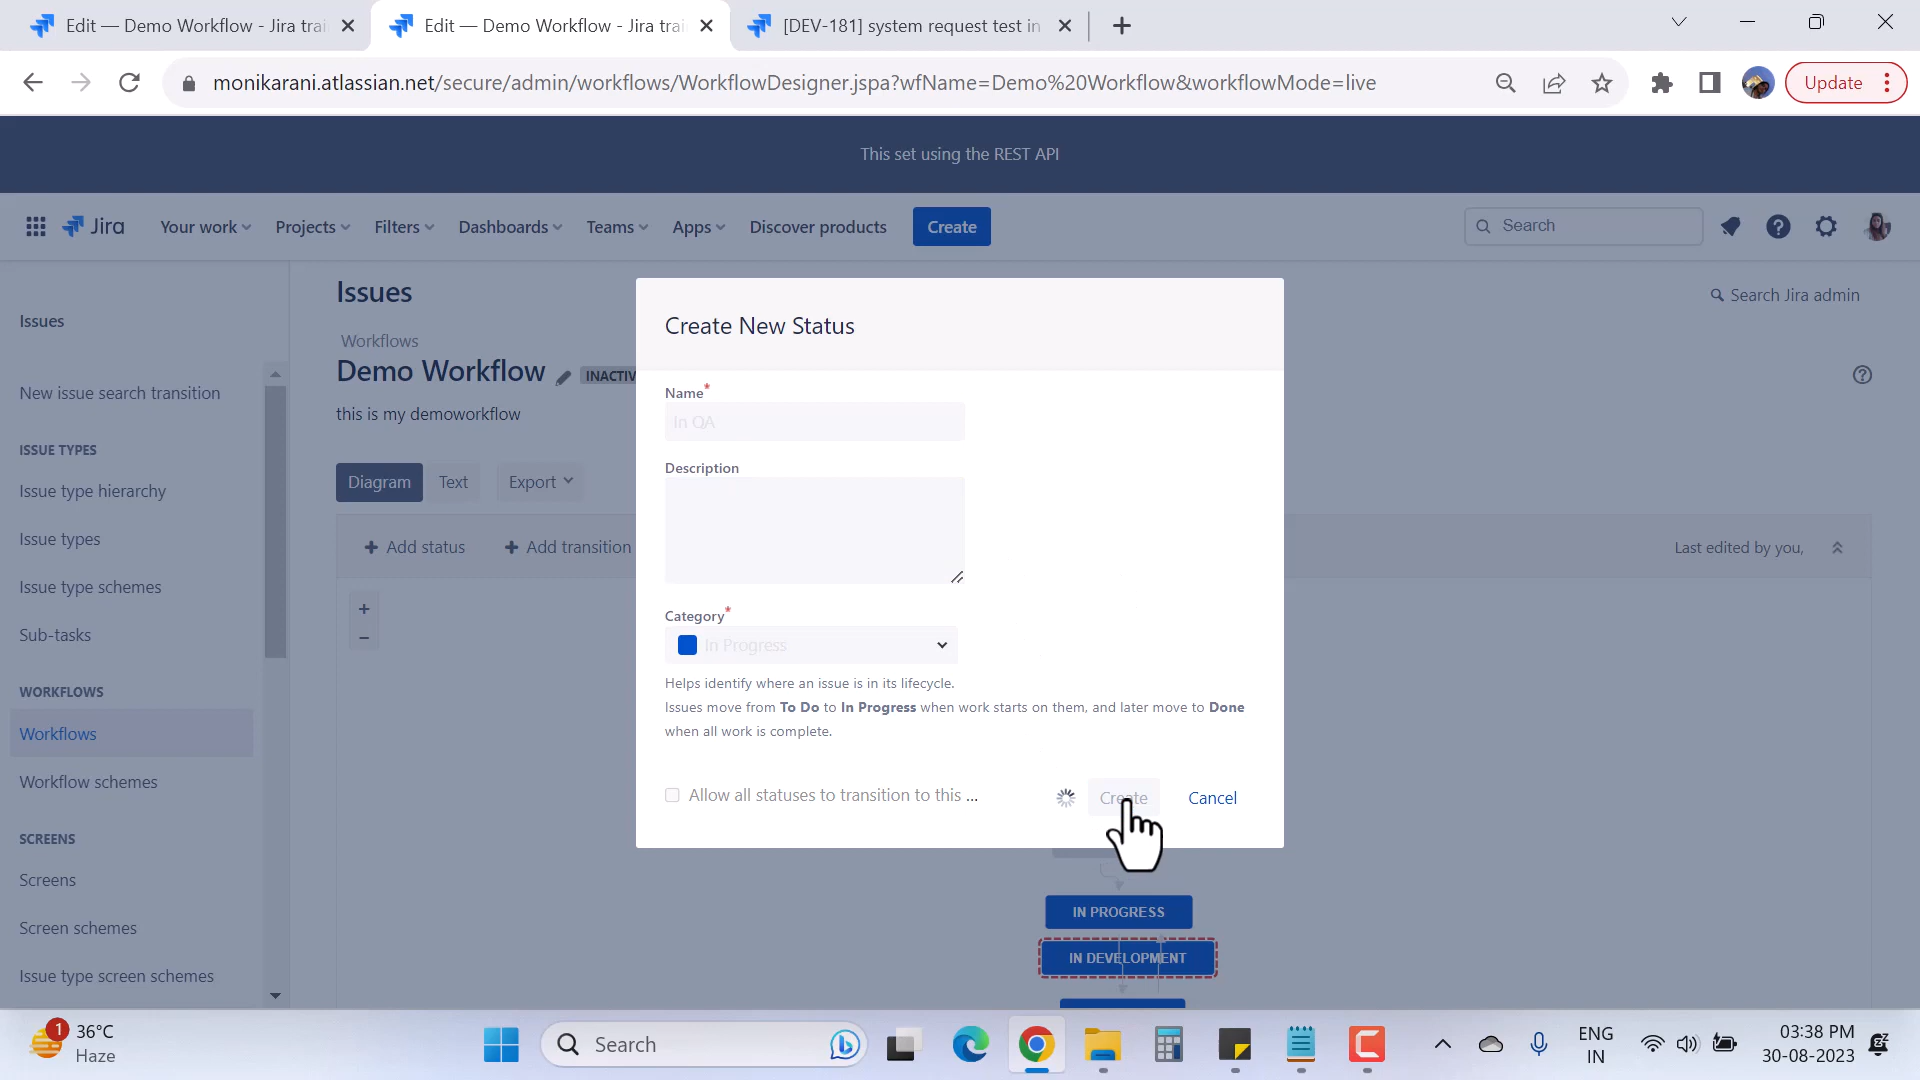 Edit — Demo Workflow - Jira trai
Edit — Demo Workflow - Jira trai
[DEV-181] system request test in
monikarani.atlassian.net/secure/admin/workflows/WorkflowDesigner.jspa?wfName=Demo%20Workflow&workflowMode=live
Update
This set using the REST API
Jira
Your work
Projects
Filters
Dashboards
Teams
Apps
Discover products
Create
Search
Issues
New issue search transition
ISSUE TYPES
Issue type hierarchy
Issue types
Issue type schemes
Sub-tasks
WORKFLOWS
Workflows
Workflow schemes
SCREENS
Screens
Screen schemes
Issue type screen schemes
Issues
Search Jira admin
Workflows
Demo Workflow
INACTIV
this is my demoworkflow
Diagram
Text
Export
Add status
Add transition
Last edited by you,
+
−
Create New Status
Name*
In QA
Description
Category*
In Progress
Helps identify where an issue is in its lifecycle.
Issues move from To Do to In Progress when work starts on them, and later move to Done
when all work is complete.
Allow all statuses to transition to this ...
Create
Cancel
IN PROGRESS
IN DEVELOPMENT
1
36°C
Haze
Search
ENG
IN
03:38 PM
30-08-2023